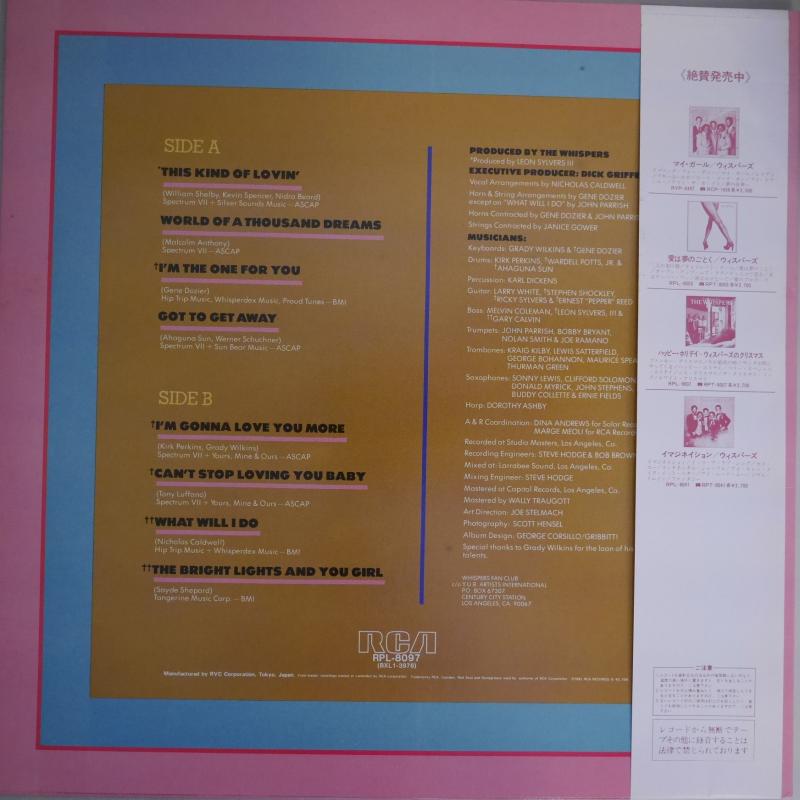 SIDE A
*THIS KIND OF LOVIN'
(William Shelby, Kevin Spencer, Nidra Beard)
Spectrum VII + Silver Sounds Music—ASCAP
WORLD OF A THOUSAND DREAMS
(Malcolm Anthony)
Spectrum VII—ASCAP
†I'M THE ONE FOR YOU
(Gene Dozier)
Hip Trip Music, Whisperdex Music, Proud Tunes—BMI
GOT TO GET AWAY
(Ahaguna Sun, Werner Schuchner)
Spectrum VII + Sun Bear Music—ASCAP
SIDE B
†I'M GONNA LOVE YOU MORE
(Kirk Perkins, Grady Wilkins)
Spectrum VII + Yours, Mine & Ours—ASCAP
†CAN'T STOP LOVING YOU BABY
(Tony Luffano)
Spectrum VII + Yours, Mine & Ours—ASCAP
††WHAT WILL I DO
(Nicholas Caldwell)
Hip Trip Music + Whisperdex Music—BMI
††THE BRIGHT LIGHTS AND YOU GIRL
(Sayde Shepard)
Tangerine Music Corp.—BMI
PRODUCED BY THE WHISPERS
*Produced by LEON SYLVERS III
EXECUTIVE PRODUCER: DICK GRIFFE
Vocal Arrangements by NICHOLAS CALDWELL
Horn & String Arrangements by GENE DOZIER
except on "WHAT WILL I DO" by JOHN PARRISH
Horns Contracted by GENE DOZIER & JOHN PARRI
Strings Contracted by JANICE GOWER
MUSICIANS:
Keyboards: GRADY WILKINS & †GENE DOZIER
Drums: KIRK PERKINS, †WARDELL POTTS, JR. &
†AHAGUNA SUN
Percussion: KARL DICKENS
Guitar: LARRY WHITE, †STEPHEN SHOCKLEY,
†RICKY SYLVERS & †ERNEST "PEPPER" REED
Bass: MELVIN COLEMAN, †LEON SYLVERS, III &
††GARY CALVIN
Trumpets: JOHN PARRISH, BOBBY BRYANT,
NOLAN SMITH & JOE RAMANO
Trombones: KRAIG KILBY, LEWIS SATTERFIELD,
GEORGE BOHANNON, MAURICE SPEA
THURMAN GREEN
Saxophones: SONNY LEWIS, CLIFFORD SOLOMON
DONALD MYRICK, JOHN STEPHENS,
BUDDY COLLETTE & ERNIE FIELDS
Harp: DOROTHY ASHBY
A & R Coordination: DINA ANDREWS for Solar Reco
MARGE MEOLI for RCA Record
Recorded at Studio Masters, Los Angeles, Ca.
Recording Engineers: STEVE HODGE & BOB BROWN
Mixed at: Larrabee Sound, Los Angeles, Ca.
Mixing Engineer: STEVE HODGE
Mastered at Capitol Records, Los Angeles, Ca.
Mastered by WALLY TRAUGOTT
Art Direction: JOE STELMACH
Photography: SCOTT HENSEL
Album Design: GEORGE CORSILLO/GRIBBITTI
Special thanks to Grady Wilkins for the loan of his
talents.
WHISPERS FAN CLUB
c/o Y.U.R. ARTISTS INTERNATIONAL
P.O. BOX 67307
CENTURY CITY STATION
LOS ANGELES, CA. 90067
RCA
RPL-8097
(BXL1-3976)
Manufactured by RVC Corporation, Tokyo, Japan.
《絶賛発売中》
マイ・ガール/ウィスパーズ
愛は夢のごとく/ウィスパーズ
THE WHISPERS
ハッピー・ホリデイ・ウィスパーズのクリスマス
イマジネイション/ウィスパーズ
ご注意
レコードから無断でテー
プその他に録音することは
法律で禁じられております